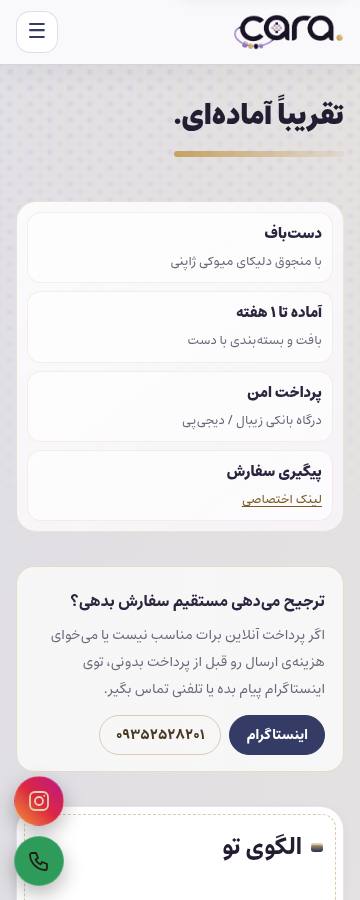 cara.
تقریباً آماده‌ای.
دست‌باف
با منجوق دلیکای میوکی ژاپنی
آماده تا ۱ هفته
بافت و بسته‌بندی با دست
پرداخت امن
درگاه بانکی زیبال / دیجی‌پی
پیگیری سفارش
لینک اختصاصی
ترجیح می‌دهی مستقیم سفارش بدهی؟
اگر پرداخت آنلاین برات مناسب نیست یا می‌خوای
هزینه‌ی ارسال رو قبل از پرداخت بدونی، توی
اینستاگرام پیام بده یا تلفنی تماس بگیر.
اینستاگرام
۰۹۳۵۲۵۲۸۲۰۱
الگوی تو